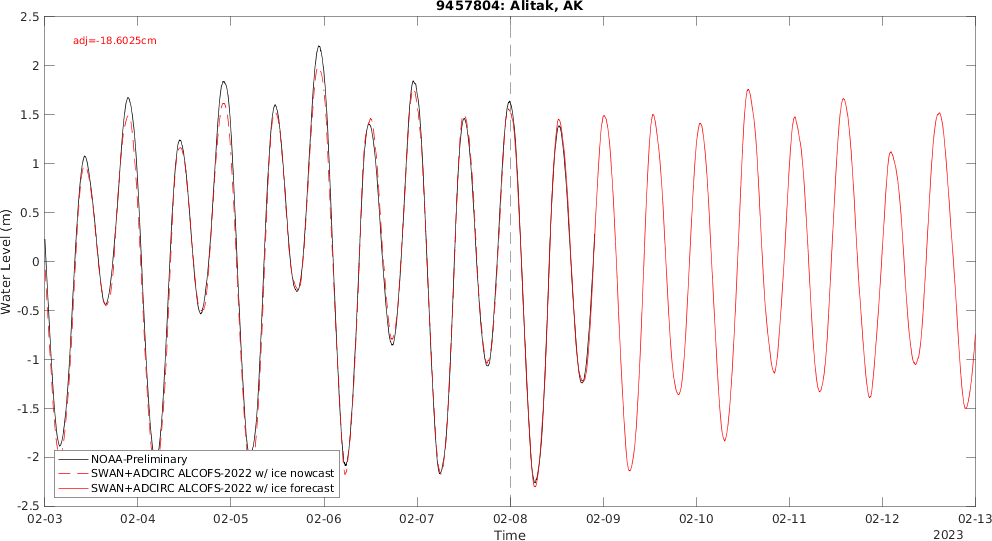 9457804: Alitak, AK
adj=-18.6025cm
Water Level (m)
2.5
2
1.5
1
0.5
0
-0.5
-1
-1.5
-2
-2.5
NOAA-Preliminary
SWAN+ADCIRC ALCOFS-2022 w/ ice nowcast
SWAN+ADCIRC ALCOFS-2022 w/ ice forecast
02-03 02-04 02-05 02-06 02-07 02-08 02-09 02-10 02-11 02-12 02-13
Time
2023